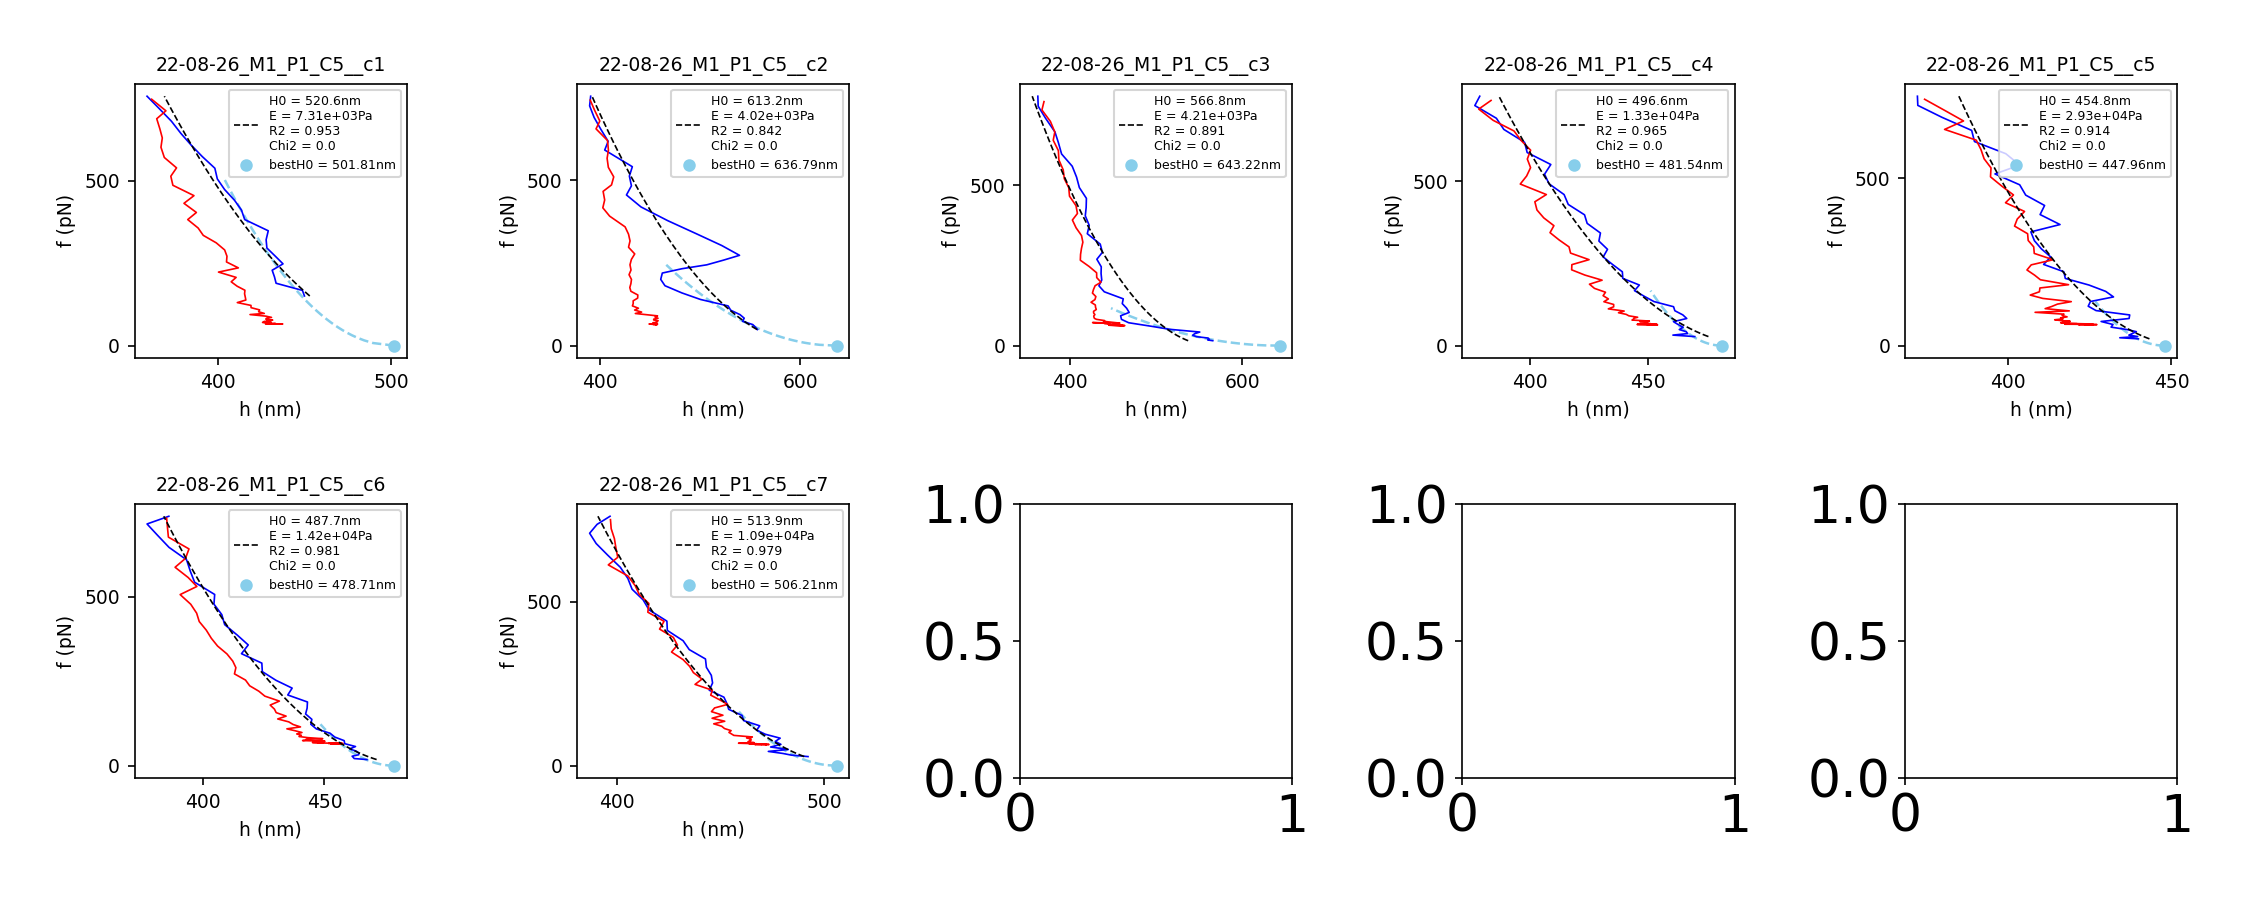 22-08-26_M1_P1_C5__c1
H0 = 520.6nm
E = 7.31e+03Pa
R2 = 0.953
Chi2 = 0.0
bestH0 = 501.81nm
f (pN)
500
0
400
500
h (nm)
22-08-26_M1_P1_C5__c2
H0 = 613.2nm
E = 4.02e+03Pa
R2 = 0.842
Chi2 = 0.0
bestH0 = 636.79nm
f (pN)
500
0
400
600
h (nm)
22-08-26_M1_P1_C5__c3
H0 = 566.8nm
E = 4.21e+03Pa
R2 = 0.891
Chi2 = 0.0
bestH0 = 643.22nm
f (pN)
500
0
400
600
h (nm)
22-08-26_M1_P1_C5__c4
H0 = 496.6nm
E = 1.33e+04Pa
R2 = 0.965
Chi2 = 0.0
bestH0 = 481.54nm
f (pN)
500
0
400
450
h (nm)
22-08-26_M1_P1_C5__c5
H0 = 454.8nm
E = 2.93e+04Pa
R2 = 0.914
Chi2 = 0.0
bestH0 = 447.96nm
f (pN)
500
0
400
450
h (nm)
22-08-26_M1_P1_C5__c6
H0 = 487.7nm
E = 1.42e+04Pa
R2 = 0.981
Chi2 = 0.0
bestH0 = 478.71nm
f (pN)
500
0
400
450
h (nm)
22-08-26_M1_P1_C5__c7
H0 = 513.9nm
E = 1.09e+04Pa
R2 = 0.979
Chi2 = 0.0
bestH0 = 506.21nm
f (pN)
500
0
400
500
h (nm)
1.0
0.5
0.0
0
1
1.0
0.5
0.0
0
1
1.0
0.5
0.0
0
1